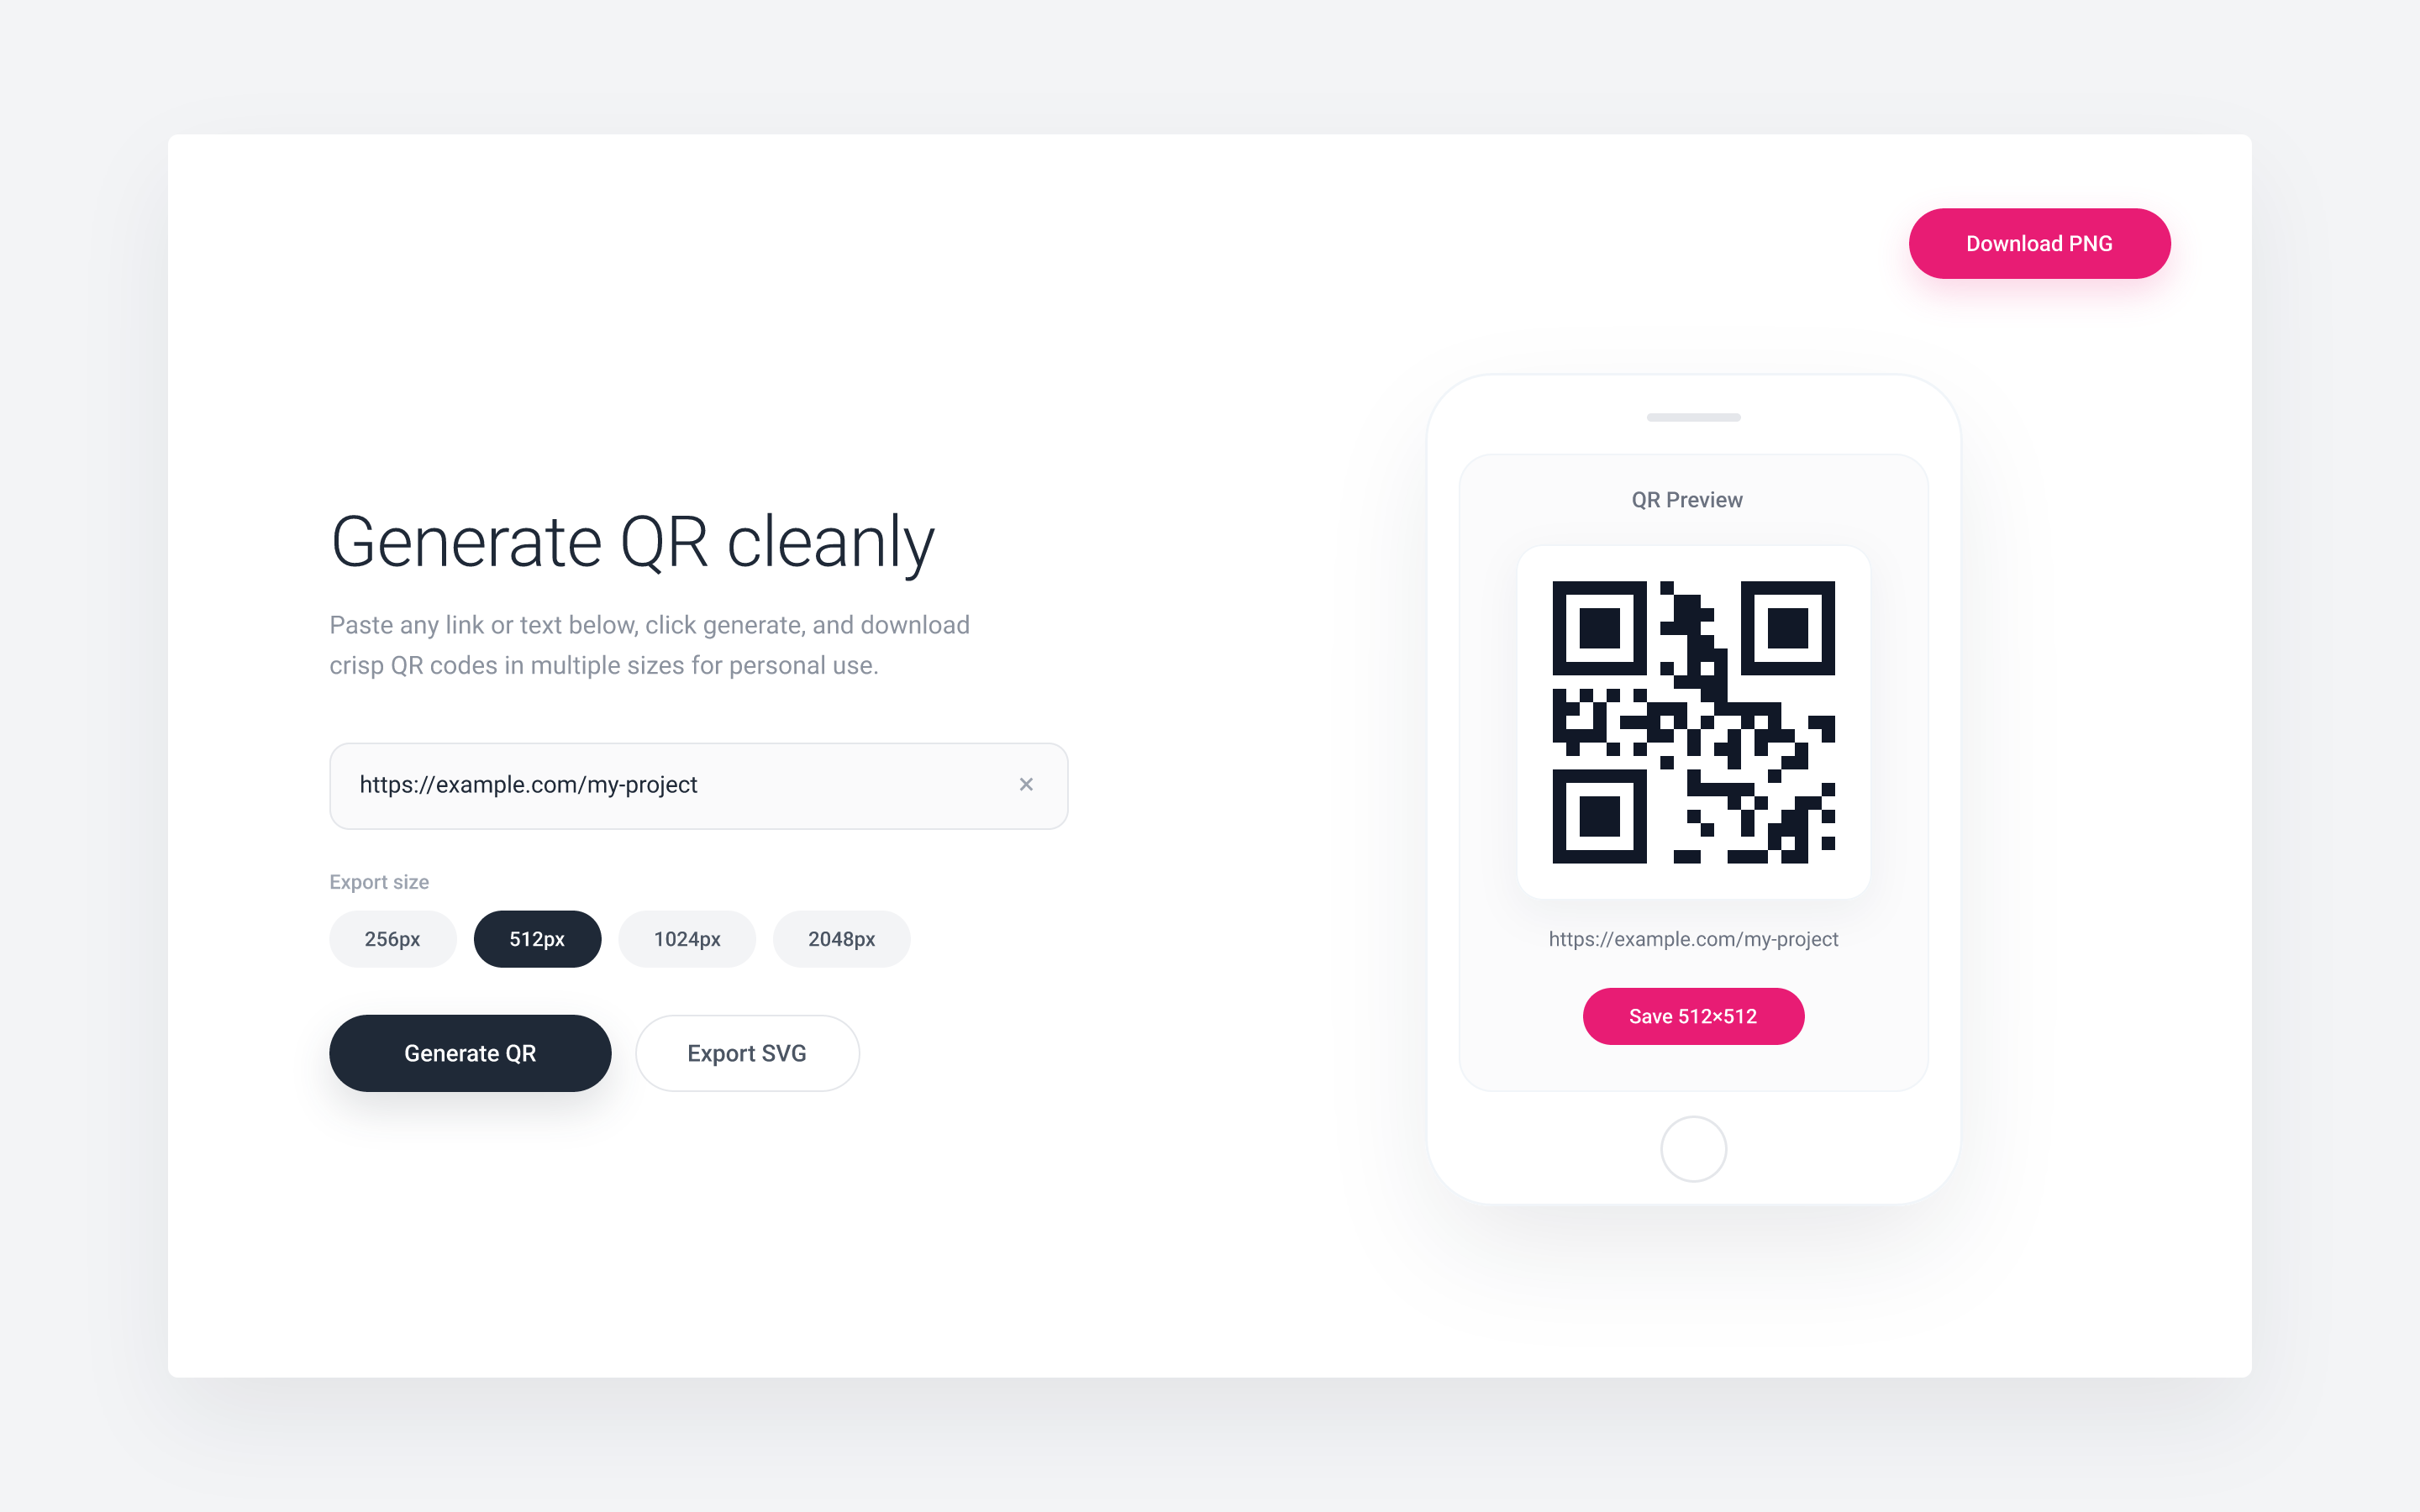 Download PNG
Generate QR cleanly
Paste any link or text below, click generate, and download
crisp QR codes in multiple sizes for personal use.
https://example.com/my-project ×
Export size
256px 512px 1024px 2048px
Generate QR Export SVG
QR Preview
https://example.com/my-project
Save 512×512